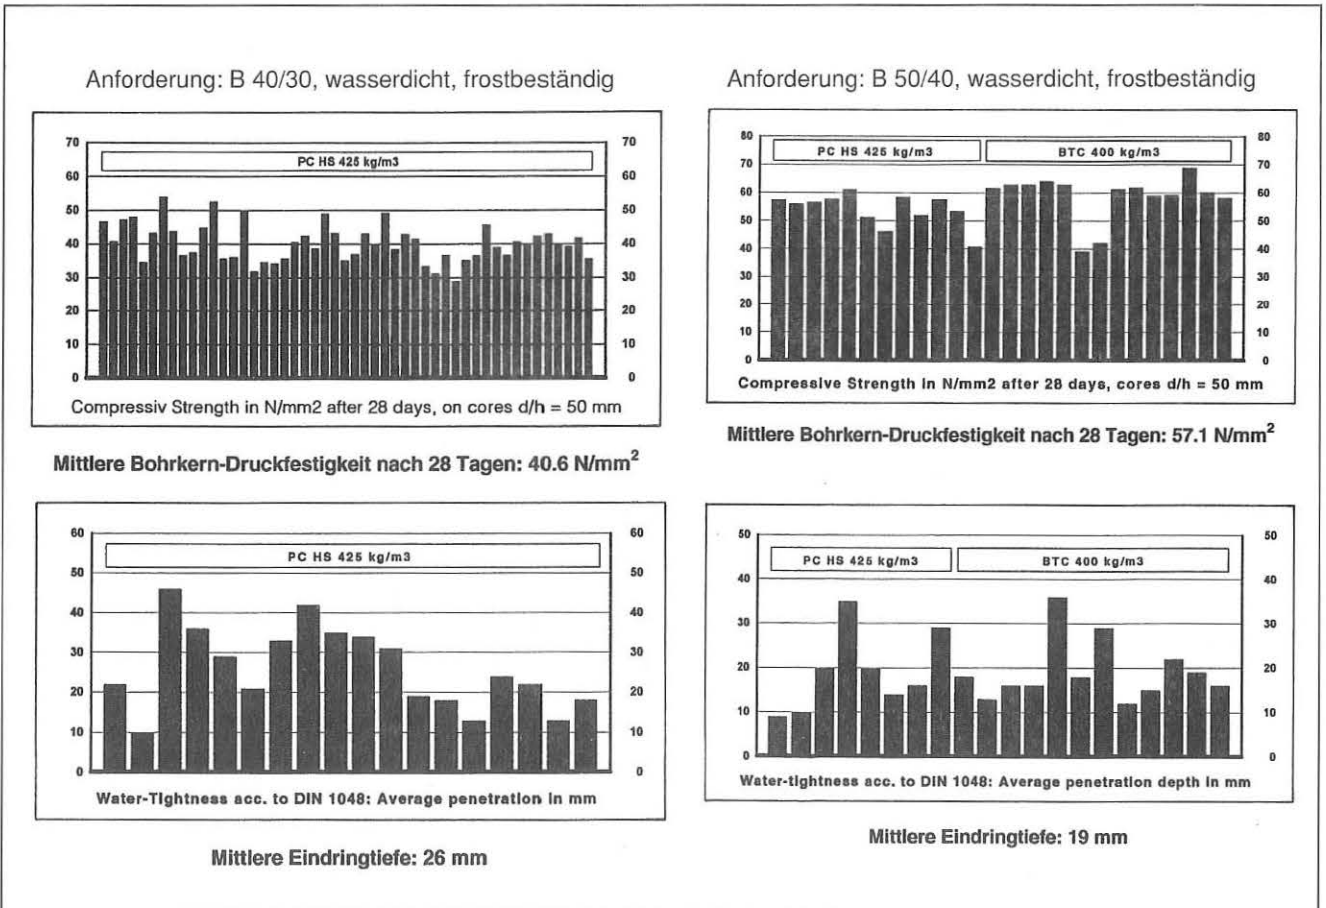 Anforderung: B 40/30, wasserdicht, frostbeständig
70 70
PC HS 425 kg/m3
60 60
50 50
40 40
30 30
20 20
10 10
0 0
Compressiv Strength in N/mm2 after 28 days, on cores d/h = 50 mm
Mittlere Bohrkern-Druckfestigkeit nach 28 Tagen: 40.6 N/mm²
Anforderung: B 50/40, wasserdicht, frostbeständig
80 80
PC HS 425 kg/m3 BTC 400 kg/m3
70 70
60 60
50 50
40 40
30 30
20 20
10 10
0 0
Compressive Strength in N/mm2 after 28 days, cores d/h = 50 mm
Mittlere Bohrkern-Druckfestigkeit nach 28 Tagen: 57.1 N/mm²
60 60
PC HS 425 kg/m3
50 50
40 40
30 30
20 20
10 10
0 0
Water-Tightness acc. to DIN 1048: Average penetration in mm
Mittlere Eindringtiefe: 26 mm
50 50
PC HS 425 kg/m3 BTC 400 kg/m3
40 40
30 30
20 20
10 10
0 0
Water-tightness acc. to DIN 1048: Average penetration depth in mm
Mittlere Eindringtiefe: 19 mm